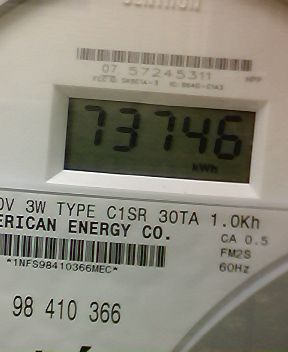 07 57245311
73746
kWh
0V 3W TYPE C1SR 30TA 1.0Kh
ERICAN ENERGY CO.
CA 0.5
FM2S
60Hz
*1NFS98410366MEC*
98 410 366